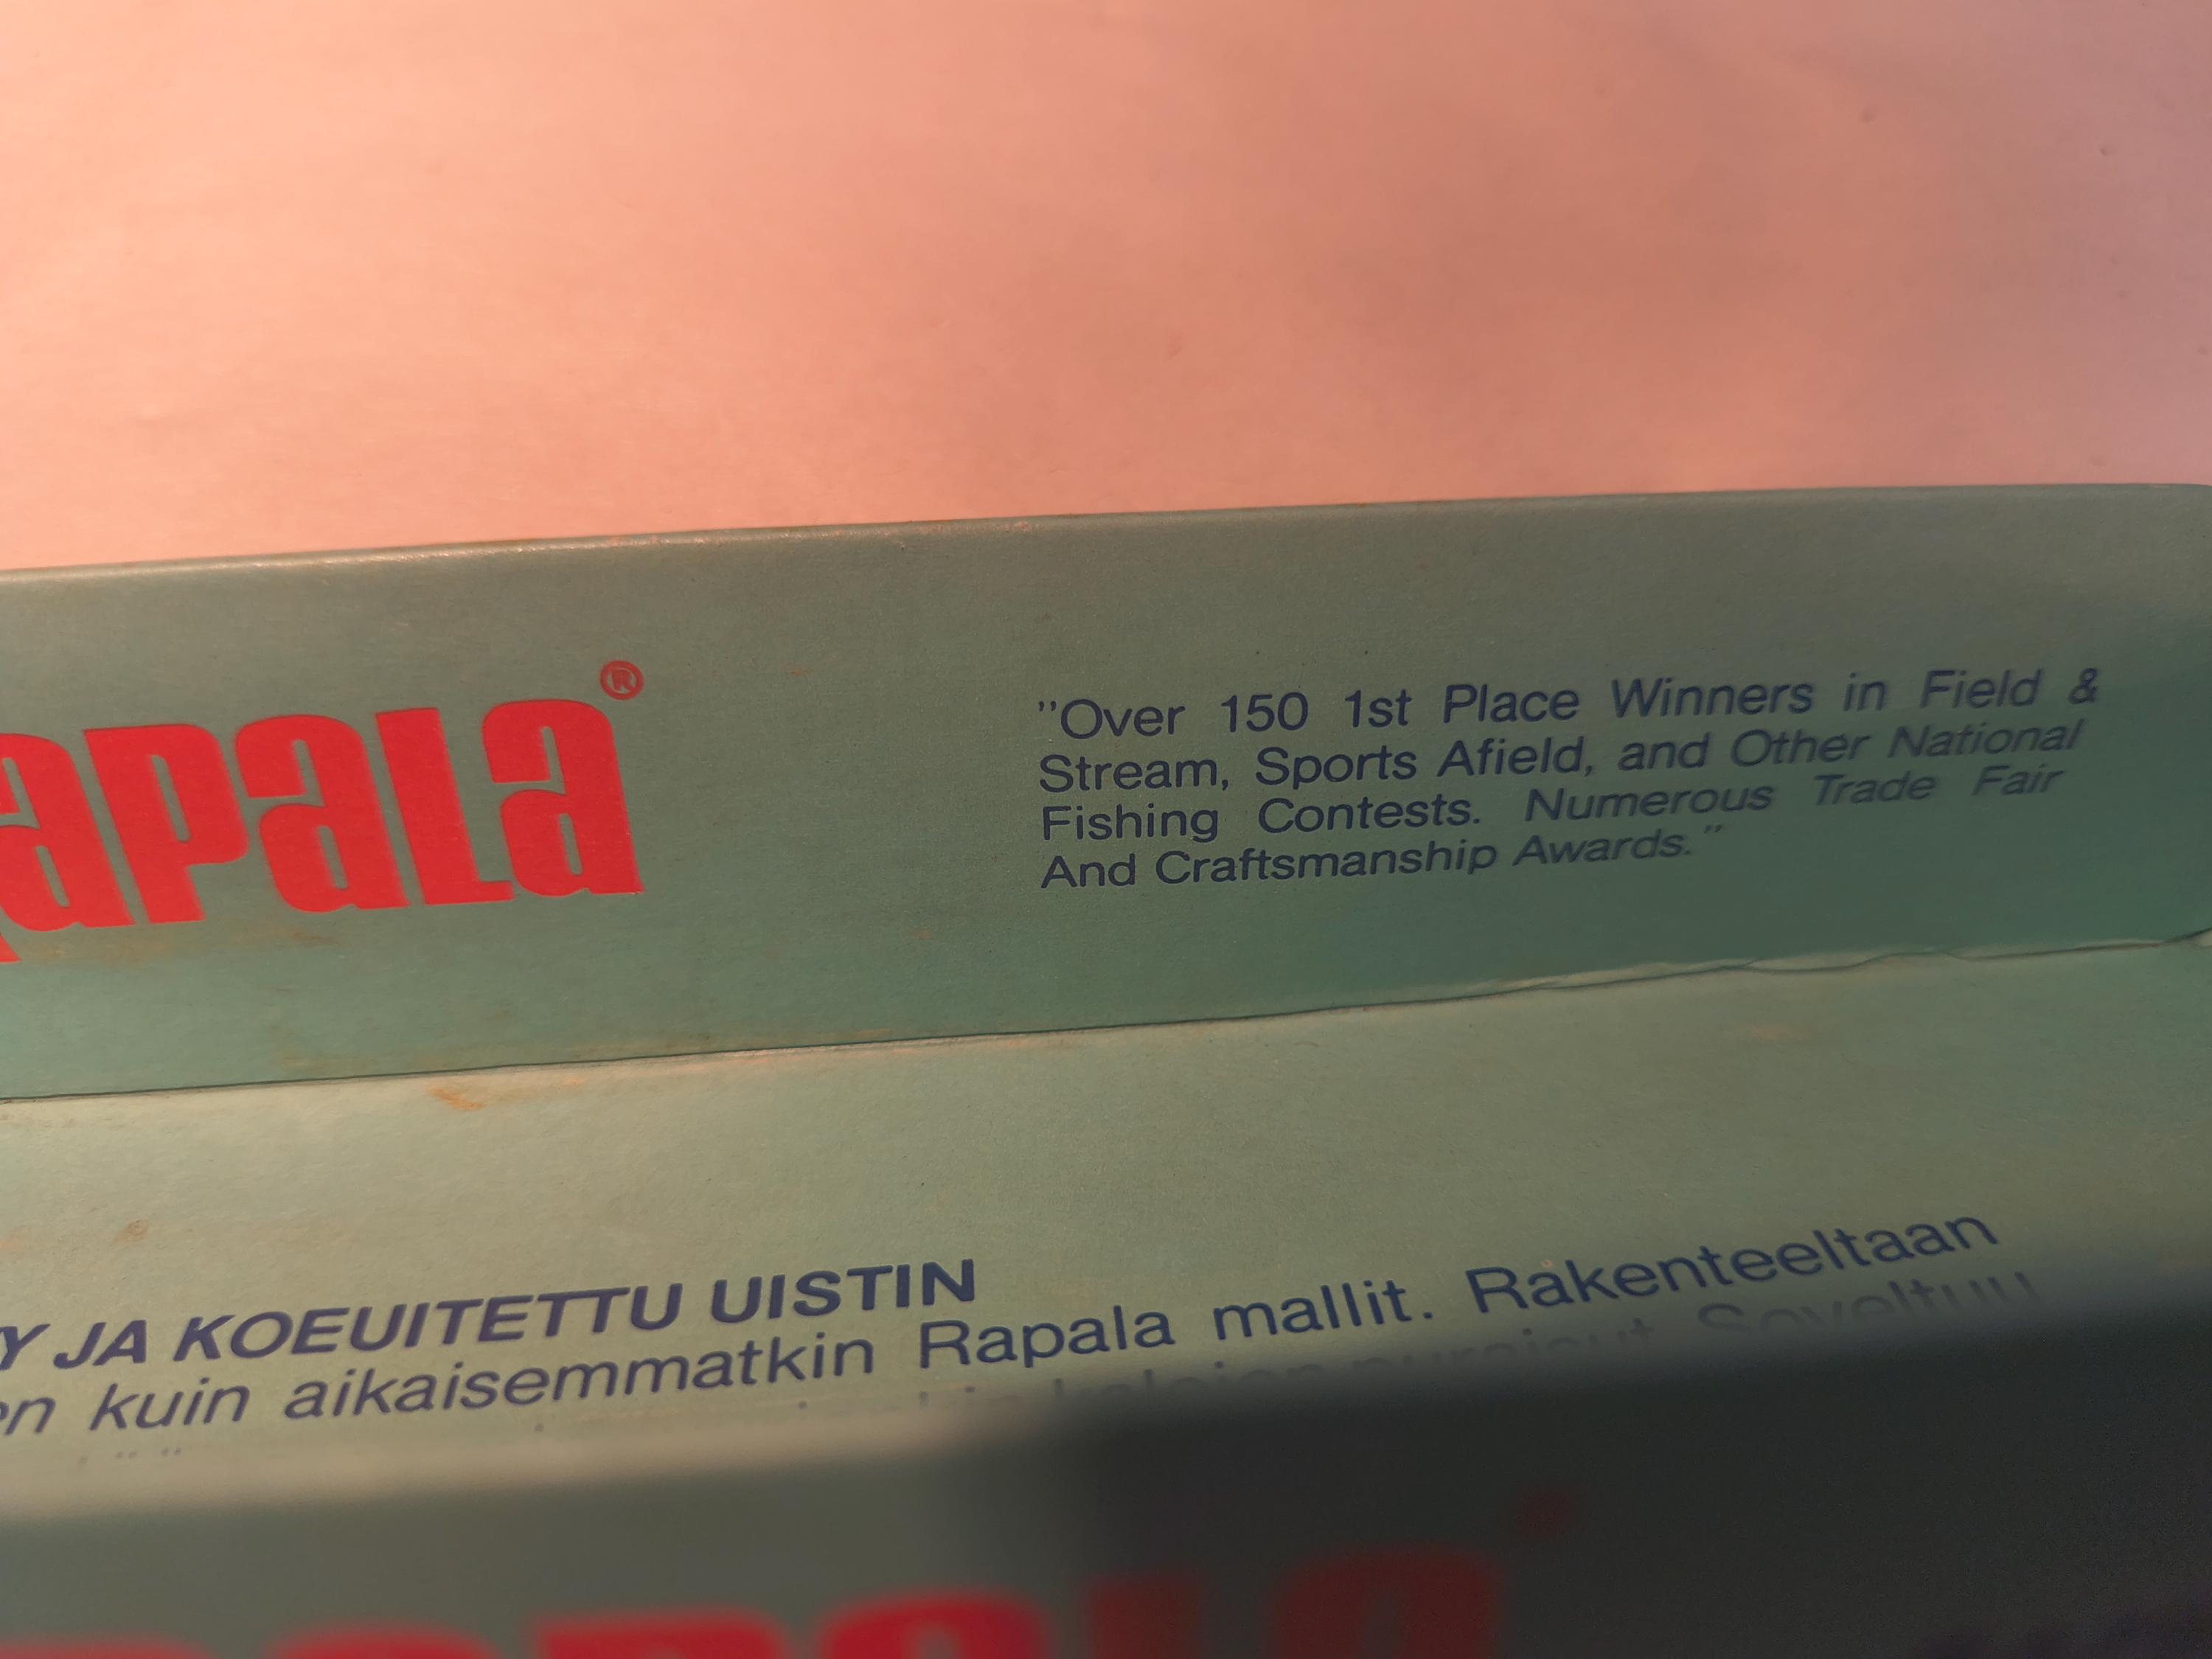 RAPALA®
"Over 150 1st Place Winners in Field &
Stream, Sports Afield, and Other National
Fishing Contests. Numerous Trade Fair
And Craftsmanship Awards."
Y JA KOEUITETTU UISTIN
en kuin aikaisemmatkin Rapala mallit. Rakenteeltaan